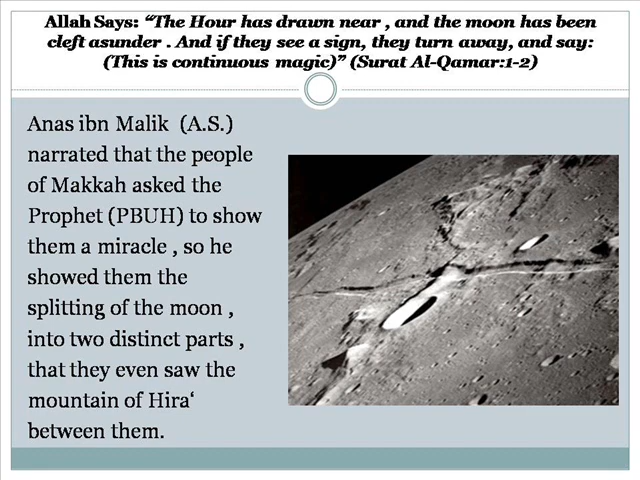 Allah Says: “The Hour has drawn near , and the moon has been
cleft asunder . And if they see a sign, they turn away, and say:
(This is continuous magic)” (Surat Al-Qamar:1-2)
Anas ibn Malik (A.S.)
narrated that the people
of Makkah asked the
Prophet (PBUH) to show
them a miracle , so he
showed them the
splitting of the moon ,
into two distinct parts ,
that they even saw the
mountain of Hira‘
between them.